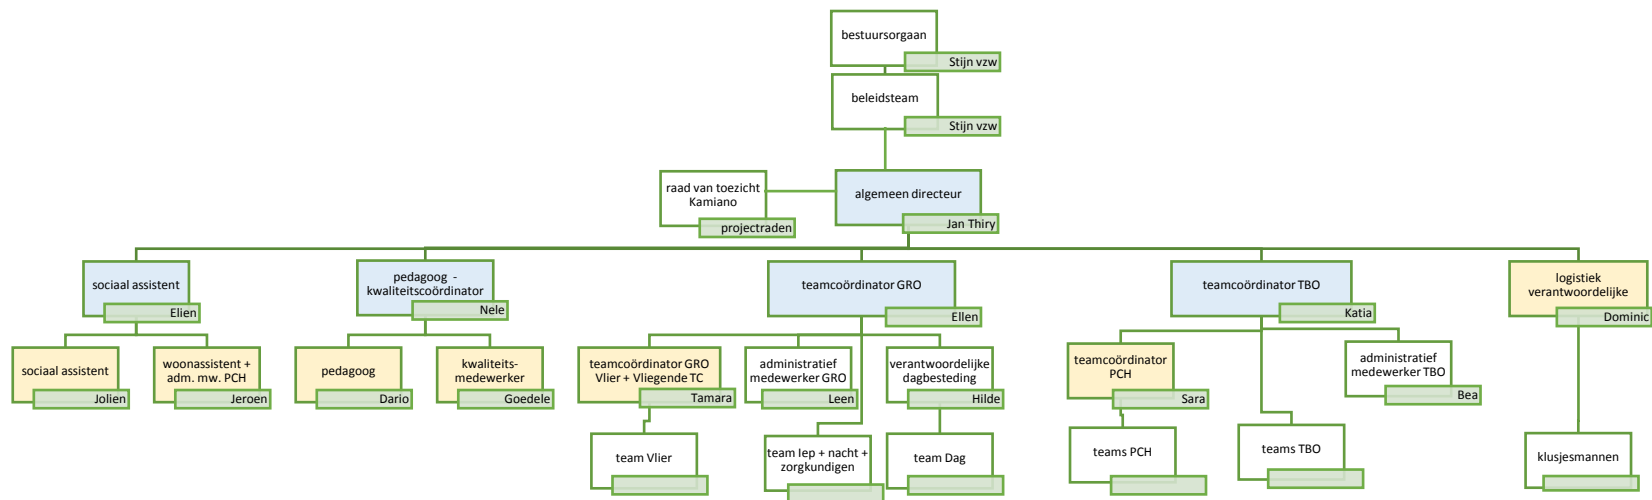 bestuursorgaan
Stijn vzw
beleidsteam
Stijn vzw
raad van toezicht
Kamiano
projectraden
algemeen directeur
Jan Thiry
sociaal assistent
Elien
pedagoog -
kwaliteitscoördinator
Nele
teamcoördinator GRO
Ellen
teamcoördinator TBO
Katia
logistiek
verantwoordelijke
Dominic
sociaal assistent
Jolien
woonassistent +
adm. mw. PCH
Jeroen
pedagoog
Dario
kwaliteits-
medewerker
Goedele
teamcoördinator GRO
Vlier + Vliegende TC
Tamara
administratief
medewerker GRO
Leen
verantwoordelijke
dagbesteding
Hilde
teamcoördinator
PCH
Sara
administratief
medewerker TBO
Bea
team Vlier
team Iep + nacht +
zorgkundigen
team Dag
teams PCH
teams TBO
klusjesmannen